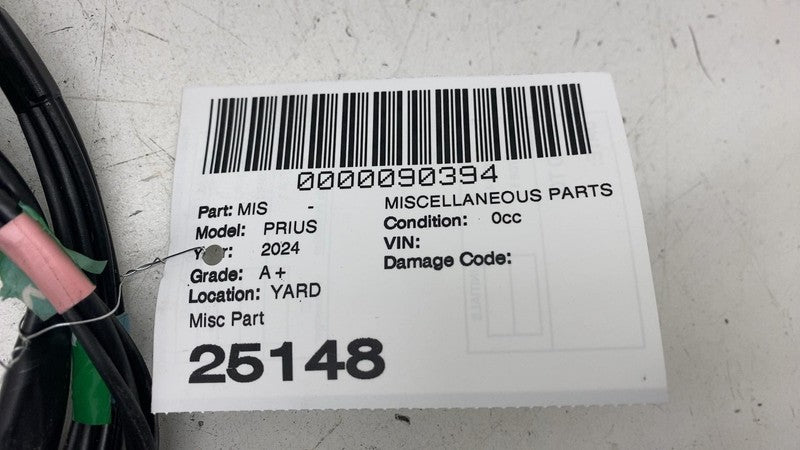 0000090394
Part: MIS - MISCELLANEOUS PARTS
Model: PRIUS Condition: 0cc
Year: 2024 VIN:
Grade: A+ Damage Code:
Location: YARD
Misc Part
25148